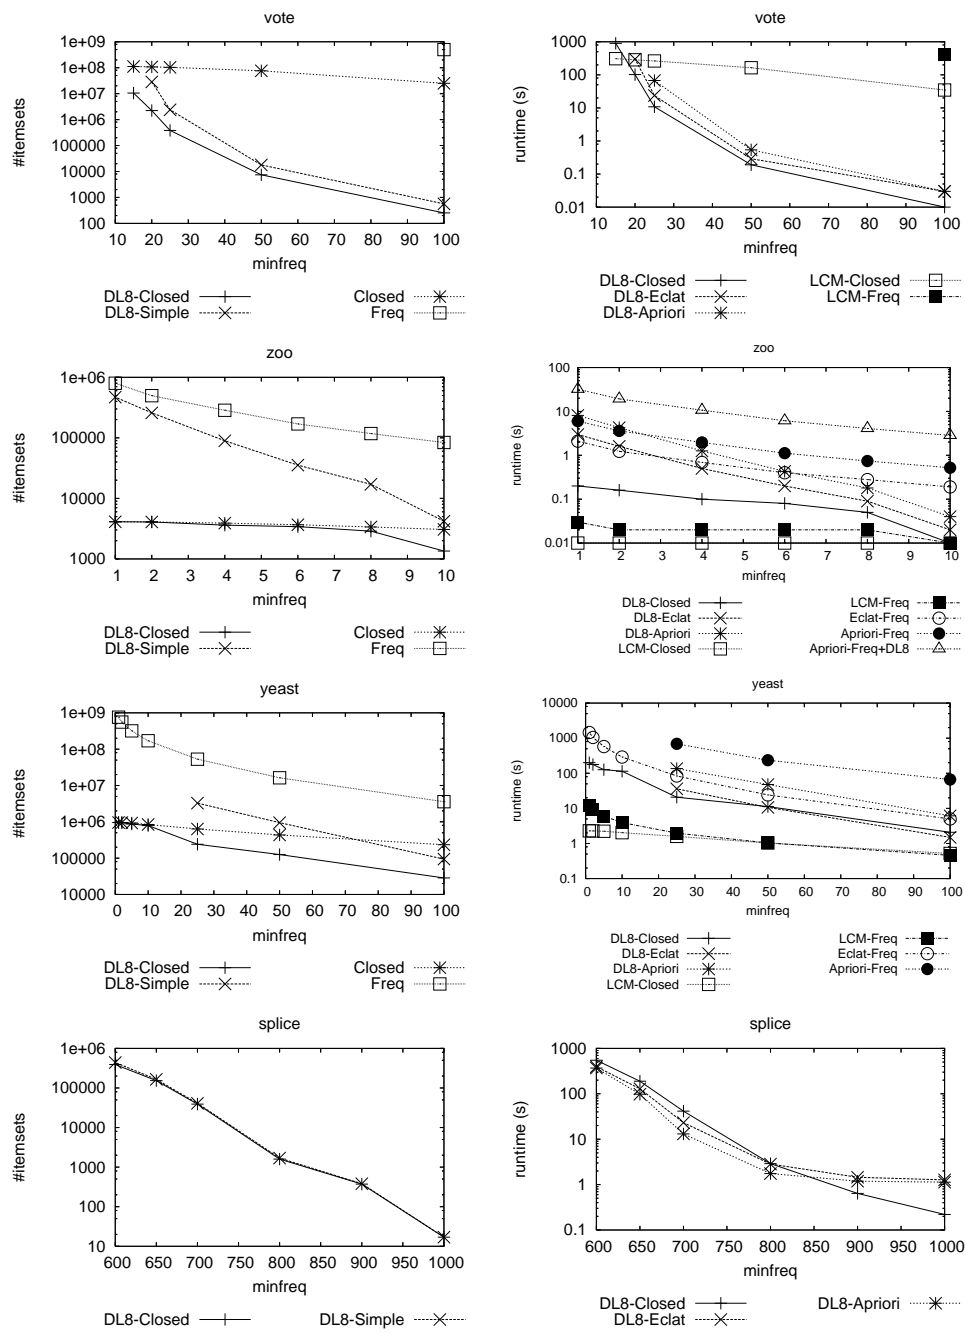 vote
1e+09
1e+08
1e+07
1e+06
100000
10000
1000
100
#itemsets
10 20 30 40 50 60 70 80 90 100
minfreq
DL8-Closed
DL8-Simple
Closed
Freq
vote
1000
100
10
1
0.1
0.01
runtime (s)
10 20 30 40 50 60 70 80 90 100
minfreq
DL8-Closed
DL8-Eclat
DL8-Apriori
LCM-Closed
LCM-Freq
zoo
1e+06
100000
10000
1000
#itemsets
1 2 3 4 5 6 7 8 9 10
minfreq
DL8-Closed
DL8-Simple
Closed
Freq
zoo
100
10
1
0.1
0.01
runtime (s)
1 2 3 4 5 6 7 8 9 10
minfreq
DL8-Closed
DL8-Eclat
DL8-Apriori
LCM-Closed
LCM-Freq
Eclat-Freq
Apriori-Freq
Apriori-Freq+DL8
yeast
1e+09
1e+08
1e+07
1e+06
100000
10000
#itemsets
0 10 20 30 40 50 60 70 80 90 100
minfreq
DL8-Closed
DL8-Simple
Closed
Freq
yeast
10000
1000
100
10
1
0.1
runtime (s)
0 10 20 30 40 50 60 70 80 90 100
minfreq
DL8-Closed
DL8-Eclat
DL8-Apriori
LCM-Closed
LCM-Freq
Eclat-Freq
Apriori-Freq
splice
1e+06
100000
10000
1000
100
10
#itemsets
600 650 700 750 800 850 900 950 1000
minfreq
DL8-Closed
DL8-Simple
splice
1000
100
10
1
0.1
runtime (s)
600 650 700 750 800 850 900 950 1000
minfreq
DL8-Closed
DL8-Eclat
DL8-Apriori